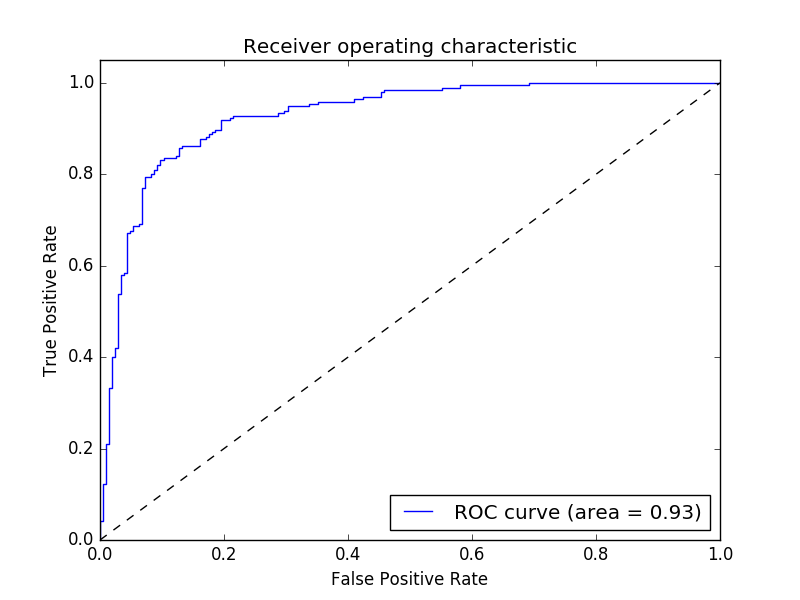 Receiver operating characteristic
1.0
0.8
0.6
0.4
0.2
0.0
True Positive Rate
ROC curve (area = 0.93)
0.0 0.2 0.4 0.6 0.8 1.0
False Positive Rate